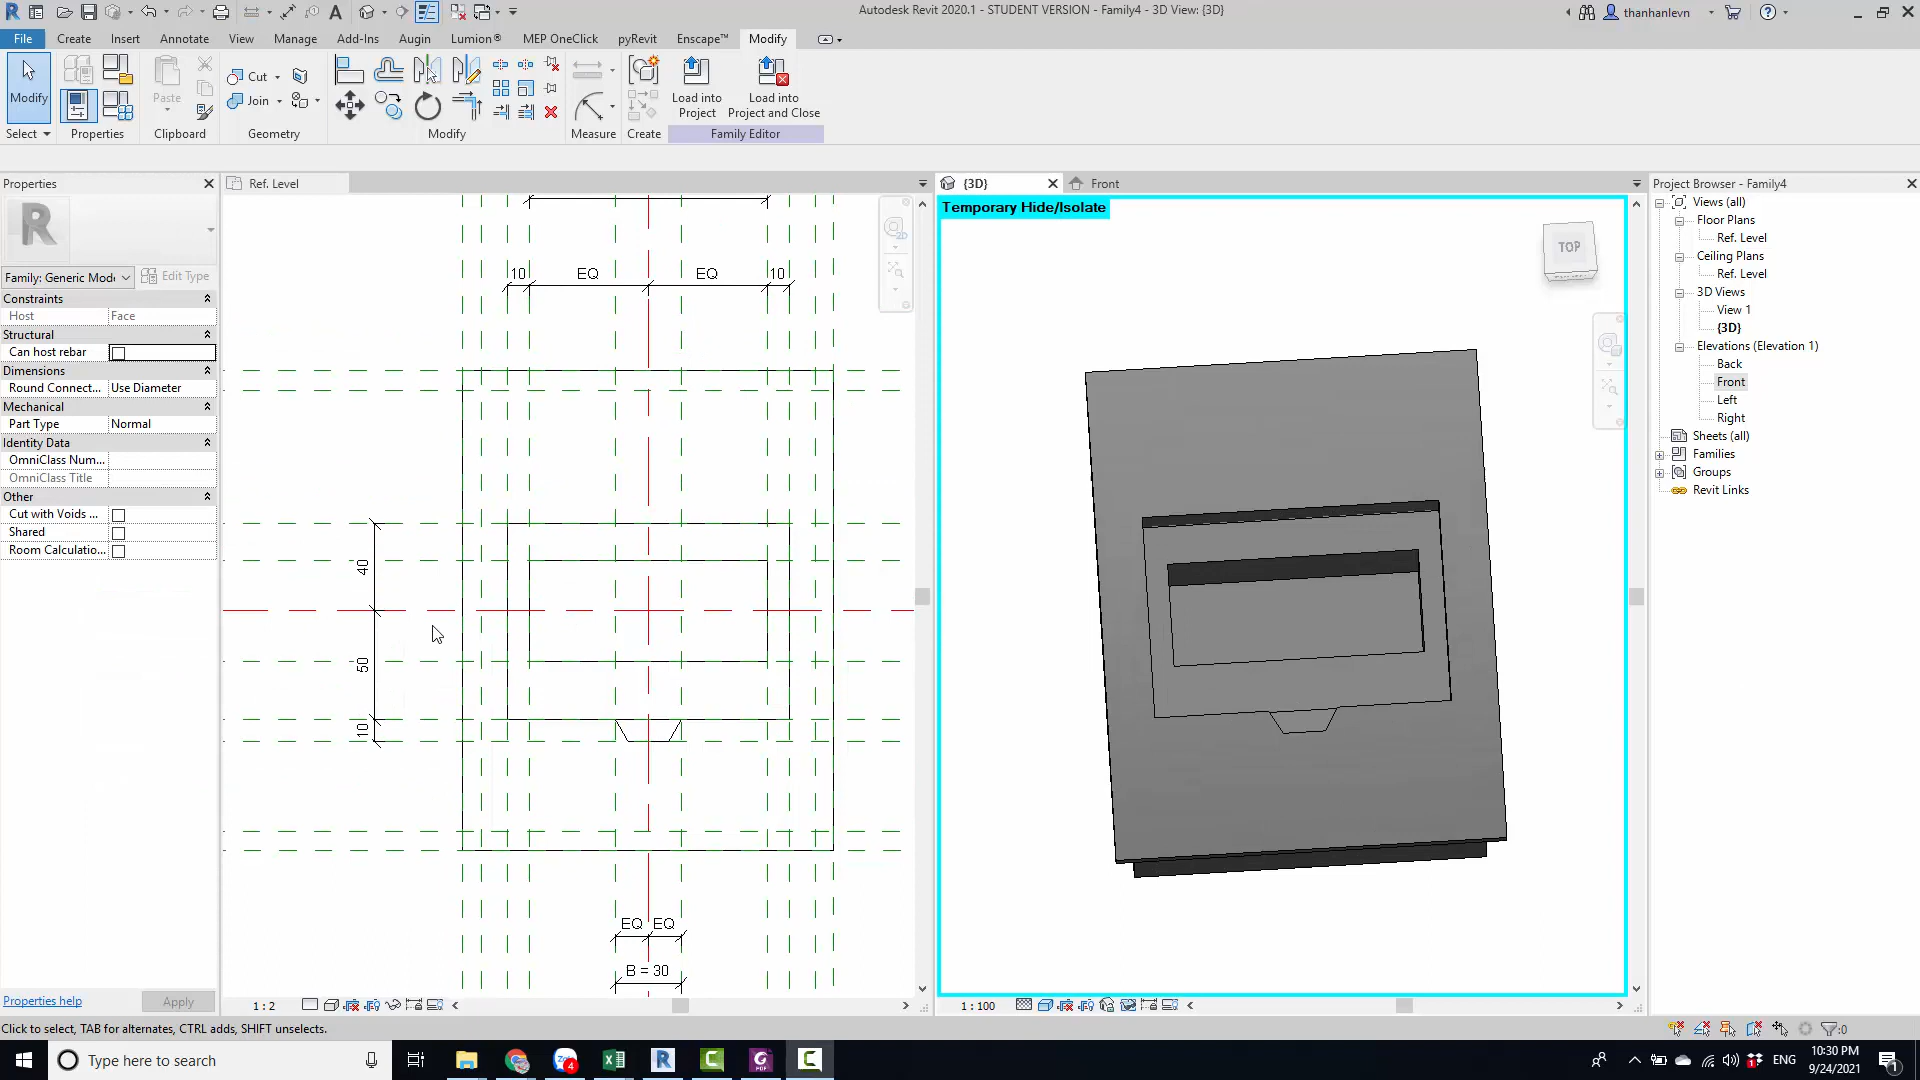 Autodesk Revit 2020.1 - STUDENT VERSION - Family4 - 3D View: {3D}
thanhlevn
File
Create
Insert
Annotate
View
Manage
Add-Ins
Augin
Lumion®
MEP OneClick
pyRevit
Enscape™
Modify
Modify
Paste
Cut
Join
Load into
Project
Load into
Project and Close
Select
Properties
Clipboard
Geometry
Modify
Measure
Create
Family Editor
Properties
R
Family: Generic Mode
Edit Type
Constraints
Host
Face
Structural
Can host rebar
Dimensions
Round Connect...
Use Diameter
Mechanical
Part Type
Normal
Identity Data
OmniClass Num...
OmniClass Title
Other
Cut with Voids ...
Shared
Room Calculatio...
Properties help
Apply
Ref. Level
10
EQ
EQ
10
40
50
10
EQ
EQ
B = 30
1 : 2
{3D}
Front
Temporary Hide/Isolate
TOP
1 : 100
Project Browser - Family4
Views (all)
Floor Plans
Ref. Level
Ceiling Plans
Ref. Level
3D Views
View 1
{3D}
Elevations (Elevation 1)
Back
Front
Left
Right
Sheets (all)
Families
Groups
Revit Links
Click to select, TAB for alternates, CTRL adds, SHIFT unselects.
:0
Type here to search
4
ENG
10:30 PM
9/24/2021
1